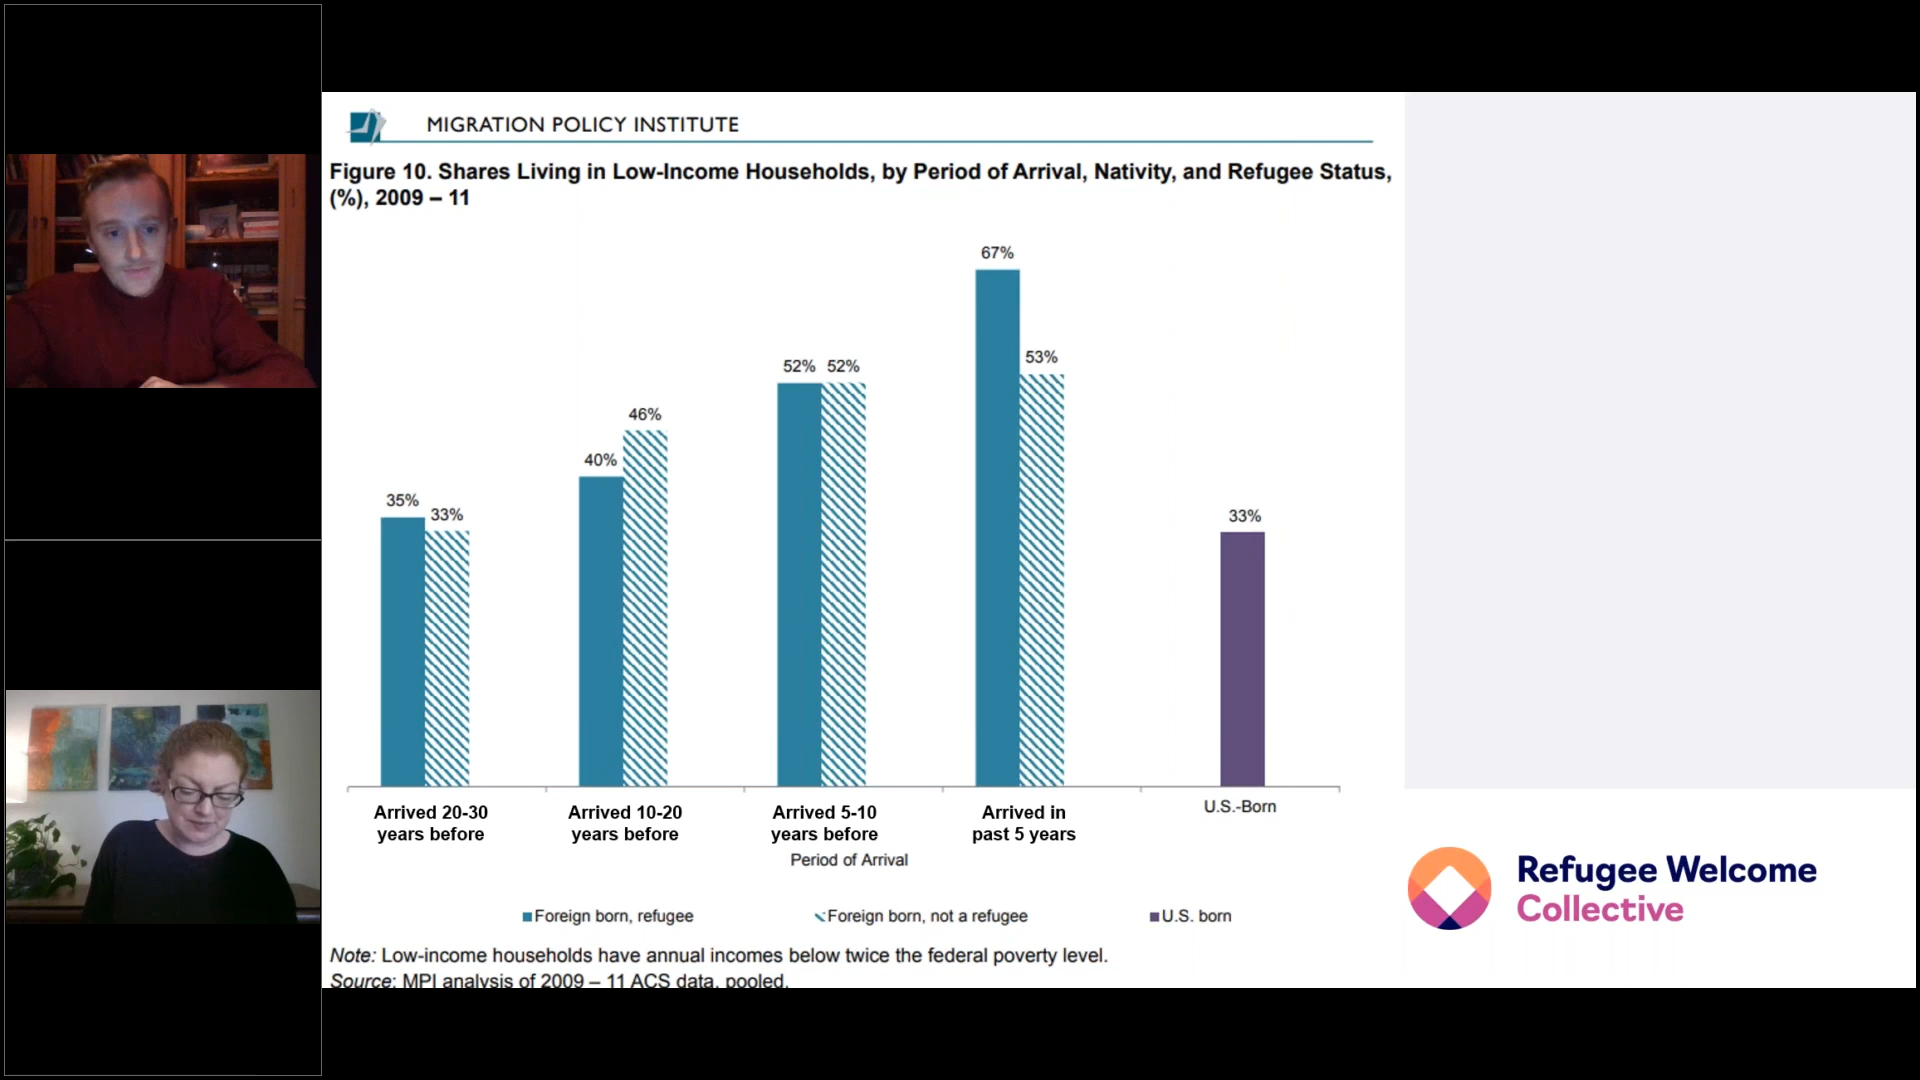 MIGRATION POLICY INSTITUTE
Figure 10. Shares Living in Low-Income Households, by Period of Arrival, Nativity, and Refugee Status,
(%), 2009 – 11
67%
53%
52% 52%
46%
40%
35%
33%
33%
Arrived 20-30
years before
Arrived 10-20
years before
Arrived 5-10
years before
Arrived in
past 5 years
U.S.-Born
Period of Arrival
Foreign born, refugee
Foreign born, not a refugee
U.S. born
Note: Low-income households have annual incomes below twice the federal poverty level.
Source: MPI analysis of 2009 – 11 ACS data, pooled.
Refugee Welcome
Collective